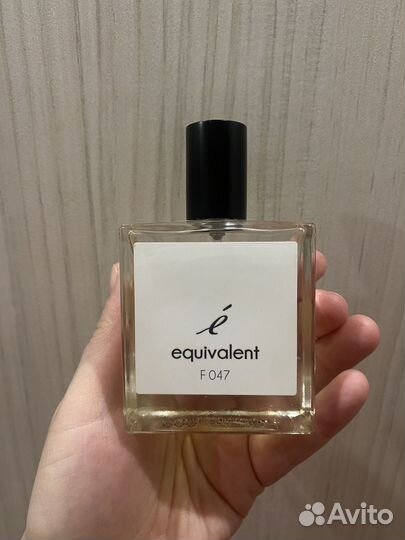 é
equivalent
F 047
Avito